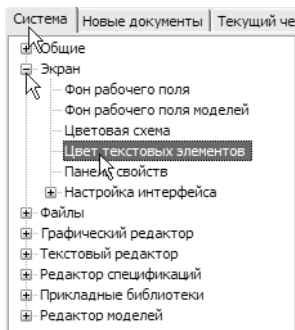 Система Новые документы Текущий че
Общие
Экран
Фон рабочего поля
Фон рабочего поля моделей
Цветовая схема
Цвет текстовых элементов
Панель свойств
Настройка интерфейса
Файлы
Графический редактор
Текстовый редактор
Редактор спецификаций
Прикладные библиотеки
Редактор моделей